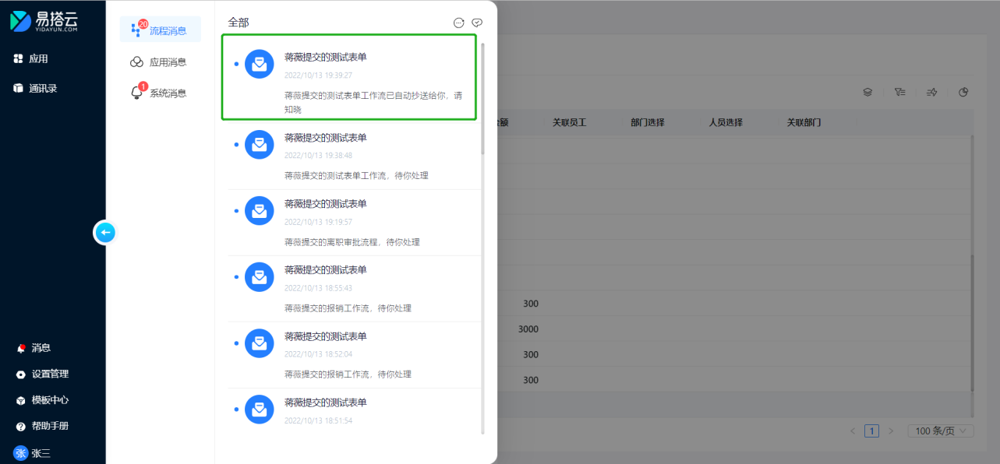 易搭云
YIDAYUN.COM
应用
通讯录
消息
设置管理
模板中心
帮助手册
张 张三
20
流程消息
应用消息
1
系统消息
全部
蒋薇提交的测试表单
2022/10/13 19:39:27
蒋薇提交的测试表单工作流已自动抄送给你，请
知晓
蒋薇提交的测试表单
2022/10/13 19:38:48
蒋薇提交的测试表单工作流，待你处理
蒋薇提交的测试表单
2022/10/13 19:19:57
蒋薇提交的离职审批流程，待你处理
蒋薇提交的测试表单
2022/10/13 18:55:43
蒋薇提交的报销工作流，待你处理
蒋薇提交的测试表单
2022/10/13 18:52:04
蒋薇提交的报销工作流，待你处理
蒋薇提交的测试表单
2022/10/13 18:51:54
额 关联员工 部门选择 人员选择 关联部门
300
3000
300
300
1 100 条/页